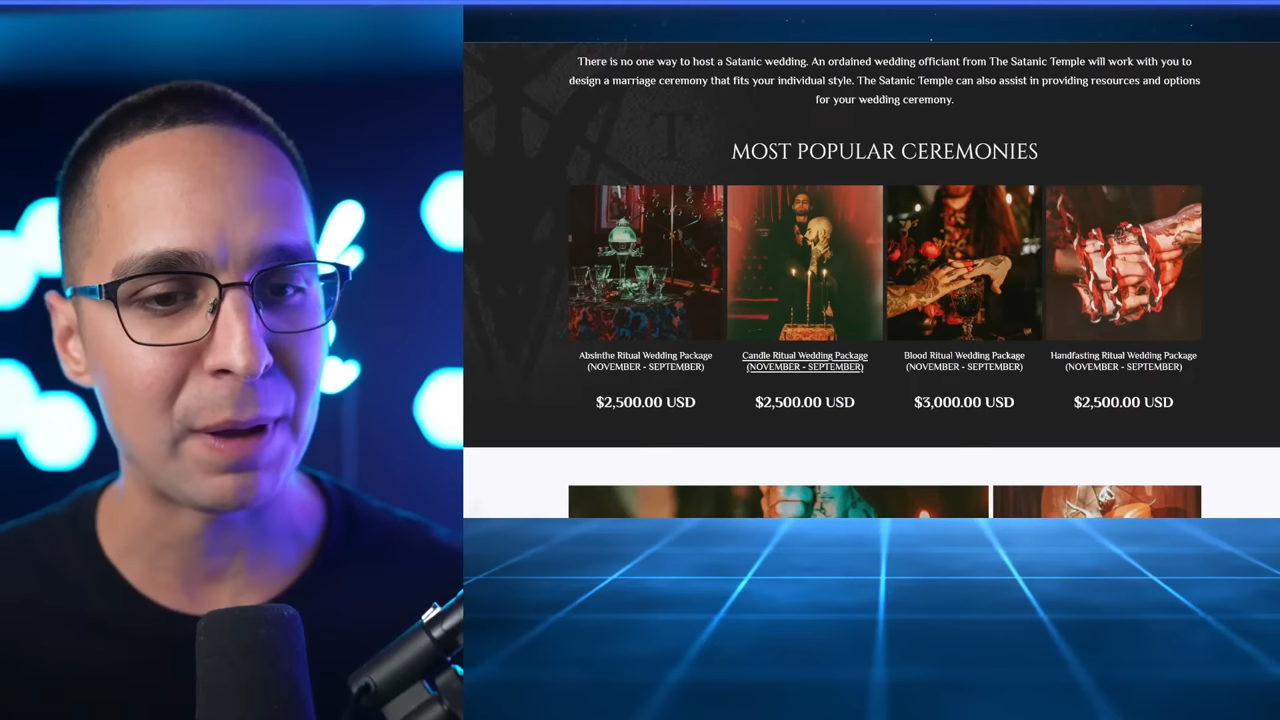 There is no one way to host a Satanic wedding. An ordained wedding officiant from The Satanic Temple will work with you to
design a marriage ceremony that fits your individual style. The Satanic Temple can also assist in providing resources and options
for your wedding ceremony.
T
MOST POPULAR CEREMONIES
Absinthe Ritual Wedding Package
(NOVEMBER - SEPTEMBER)
$2,500.00 USD
Candle Ritual Wedding Package
(NOVEMBER - SEPTEMBER)
$2,500.00 USD
Blood Ritual Wedding Package
(NOVEMBER - SEPTEMBER)
$3,000.00 USD
Handfasting Ritual Wedding Package
(NOVEMBER - SEPTEMBER)
$2,500.00 USD